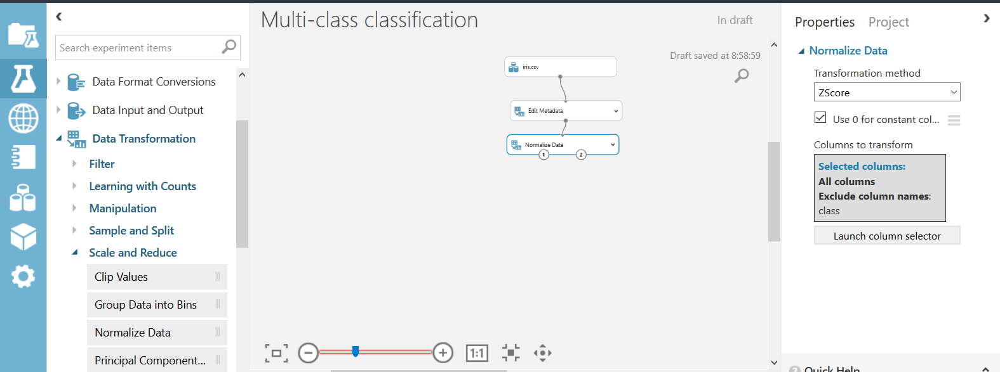 Multi-class classification
In draft
Properties Project
Search experiment items
Draft saved at 8:58:59
Data Format Conversions
Data Input and Output
Data Transformation
Filter
Learning with Counts
Manipulation
Sample and Split
Scale and Reduce
Clip Values
Group Data into Bins
Normalize Data
Principal Component...
iris.csv
Edit Metadata
Normalize Data
1 2
1:1
Normalize Data
Transformation method
ZScore
Use 0 for constant col...
Columns to transform
Selected columns:
All columns
Exclude column names:
class
Launch column selector
? Quick Help